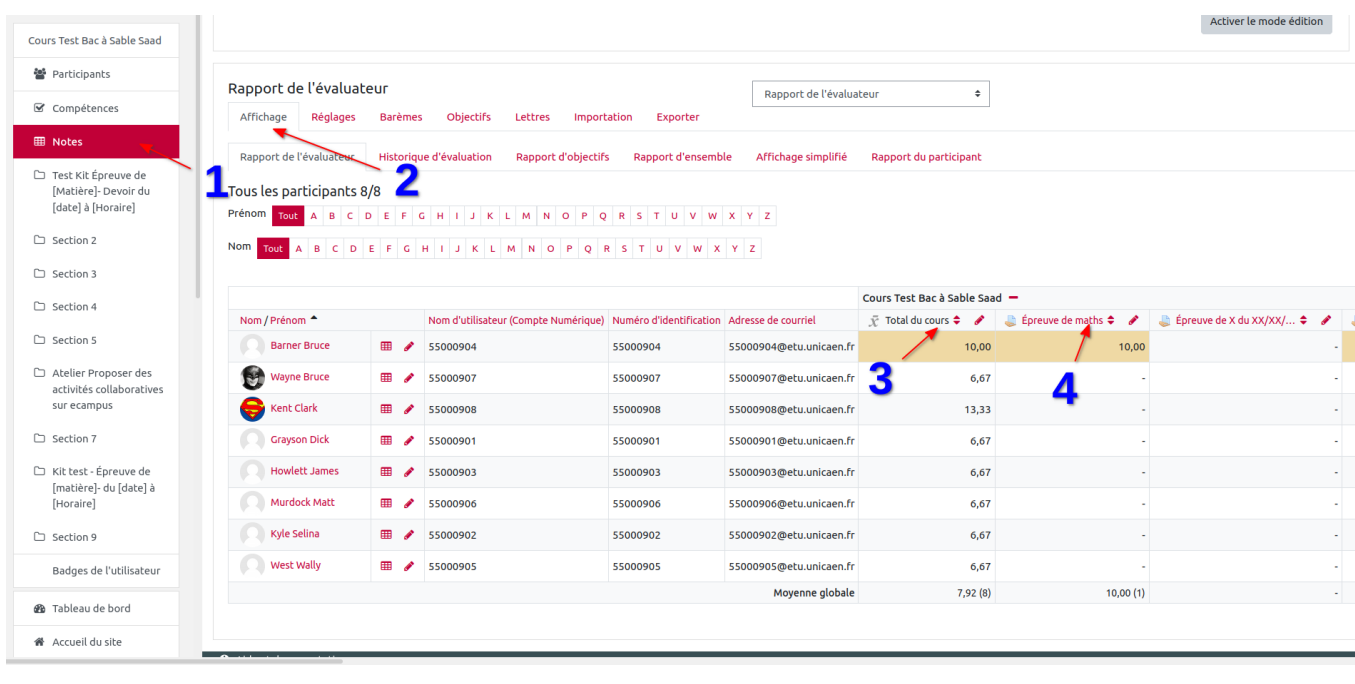 Activer le mode édition
Cours Test Bac à Sable Saad
Participants
Compétences
Notes
Test Kit Épreuve de
[Matière]- Devoir du
[date] à [Horaire]
Section 2
Section 3
Section 4
Section 5
Atelier Proposer des
activités collaboratives
sur ecampus
Section 7
Kit test - Épreuve de
[matière]- du [date] à
[Horaire]
Section 9
Badges de l'utilisateur
Tableau de bord
Accueil du site
Rapport de l'évaluateur
Rapport de l'évaluateur
Affichage Réglages Barèmes Objectifs Lettres Importation Exporter
Rapport de l'évaluateur Historique d'évaluation Rapport d'objectifs Rapport d'ensemble Affichage simplifié Rapport du participant
1
2
Tous les participants 8/8
Prénom Tout A B C D E F G H I J K L M N O P Q R S T U V W X Y Z
Nom Tout A B C D E F G H I J K L M N O P Q R S T U V W X Y Z
Cours Test Bac à Sable Saad
Nom / Prénom Nom d'utilisateur (Compte Numérique) Numéro d'identification Adresse de courriel Total du cours Épreuve de maths Épreuve de X du XX/XX/...
Barner Bruce 55000904 55000904 55000904@etu.unicaen.fr 10,00 10,00 -
Wayne Bruce 55000907 55000907 55000907@etu.unicaen.fr 6,67 - -
3
4
Kent Clark 55000908 55000908 55000908@etu.unicaen.fr 13,33 - -
Grayson Dick 55000901 55000901 55000901@etu.unicaen.fr 6,67 - -
Howlett James 55000903 55000903 55000903@etu.unicaen.fr 6,67 - -
Murdock Matt 55000906 55000906 55000906@etu.unicaen.fr 6,67 - -
Kyle Selina 55000902 55000902 55000902@etu.unicaen.fr 6,67 - -
West Wally 55000905 55000905 55000905@etu.unicaen.fr 6,67 - -
Moyenne globale 7,92 (8) 10,00 (1) -